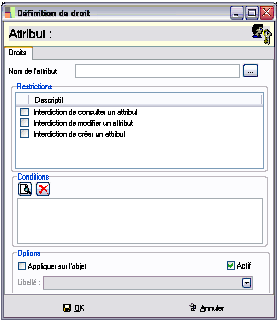 Définition de droit
Attribut :
Droits
Nom de l'attribut
...
Restrictions
Descriptif
Interdiction de consulter un attribut
Interdiction de modifier un attribut
Interdiction de créer un attribut
Conditions
Options
Appliquer sur l'objet
Actif
Libellé :
OK
Annuler